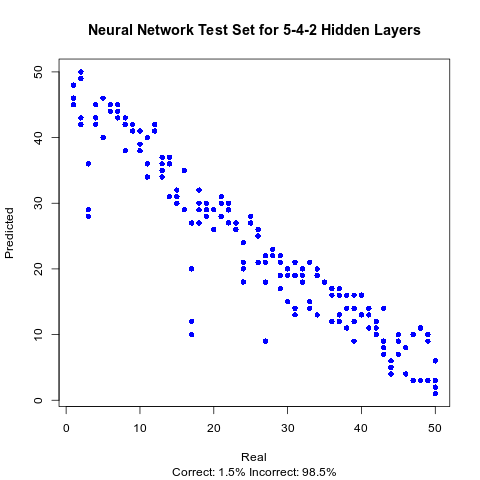 Neural Network Test Set for 5-4-2 Hidden Layers
Predicted
50
40
30
20
10
0
0 10 20 30 40 50
Real
Correct: 1.5% Incorrect: 98.5%